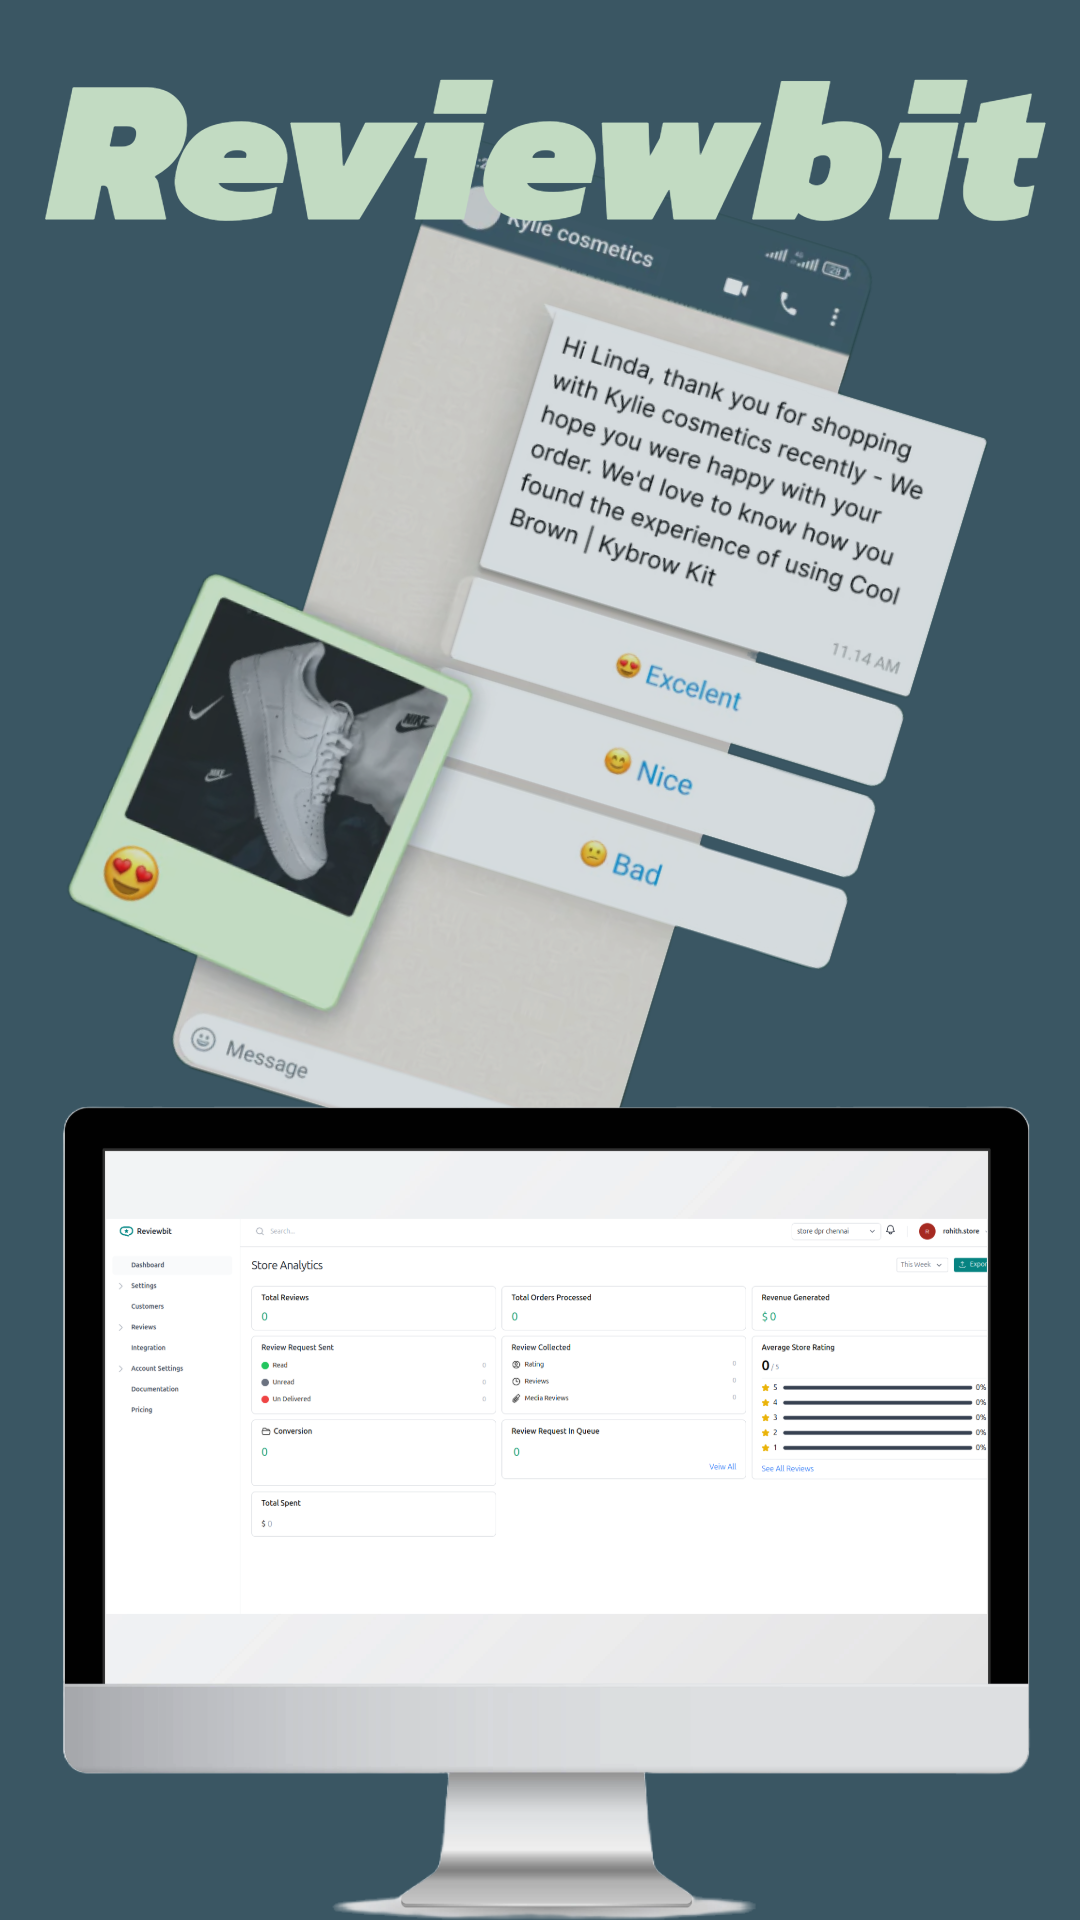 Reviewbit
Kylie cosmetics
Hi Linda, thank you for shopping
with Kylie cosmetics recently - We
hope you were happy with your
order. We'd love to know how you
found the experience of using Cool
Brown | Kybrow Kit
11.14 AM
😍 Excelent
😊 Nice
😕 Bad
NIKE
NIKE
Message
Reviewbit
Search...
store dpr chennai
rohith.store
Dashboard
Settings
Customers
Reviews
Integration
Account Settings
Documentation
Pricing
Store Analytics
This Week
Expor
Total Reviews
0
Total Orders Processed
0
Revenue Generated
$ 0
Review Request Sent
Read 0
Unread 0
Un Delivered 0
Review Collected
Rating 0
Reviews 0
Media Reviews 0
Average Store Rating
0 / 5
5 0%
4 0%
3 0%
2 0%
1 0%
See All Reviews
Conversion
0
Review Request In Queue
0
Veiw All
Total Spent
$ 0